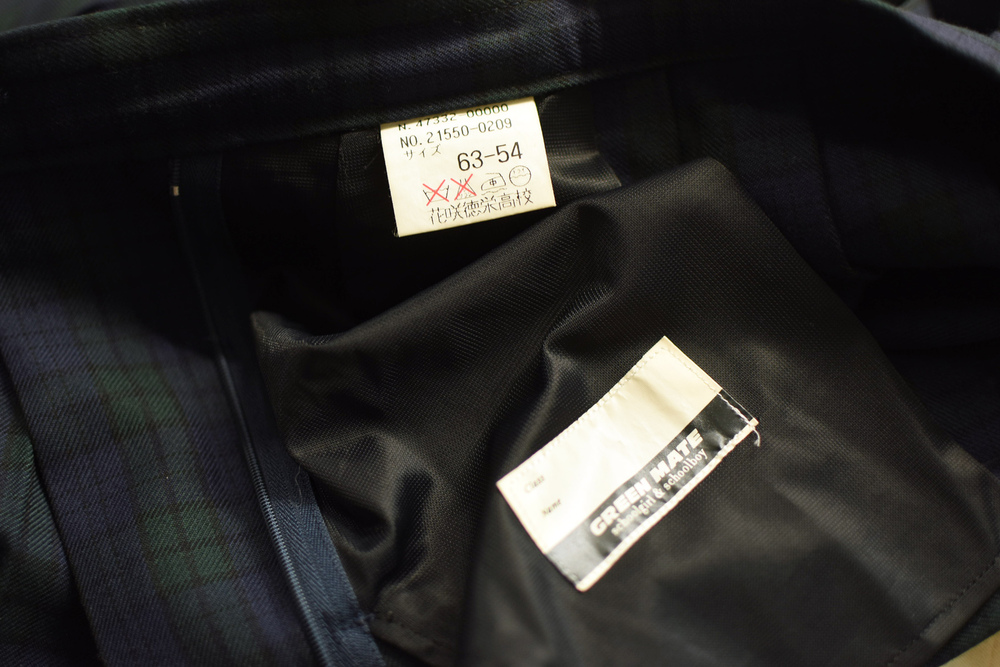 N. 47332-00000
NO. 21550-0209
サイズ
63-54
花咲徳栄高校
Class
Name
GREEN MATE
schoolgirl & schoolboy